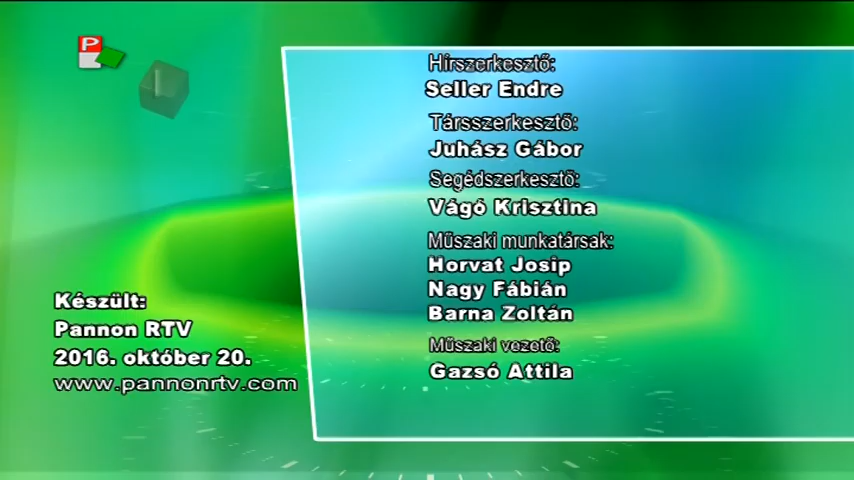 P
Hírszerkesztő:
Seller Endre
Társszerkesztő:
Juhász Gábor
Segédszerkesztő:
Vágó Krisztina
Műszaki munkatársak:
Horvat Josip
Nagy Fábián
Barna Zoltán
Műszaki vezető:
Gazsó Attila
Készült:
Pannon RTV
2016. október 20.
www.pannonrtv.com